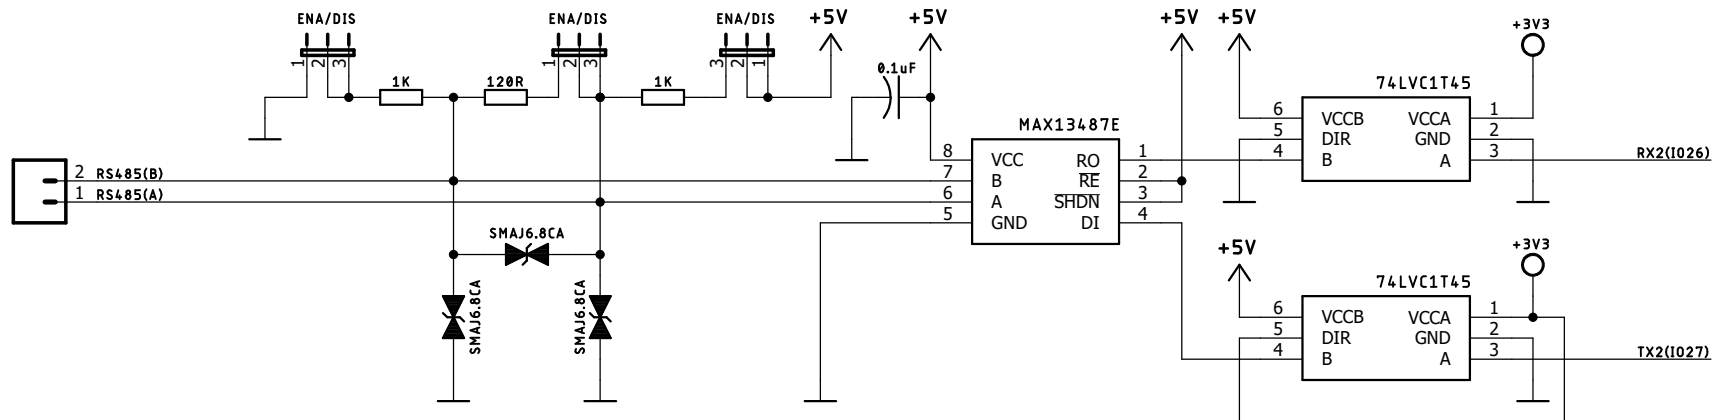 ENA/DIS
1 2 3
ENA/DIS
1 2 3
ENA/DIS
3 2 1
+5V
+5V
+5V
+5V
+3V3
1K
120R
1K
0.1uF
74LVC1T45
6 VCCB VCCA 1
5 DIR GND 2
4 B A 3
RX2(IO26)
MAX13487E
8 VCC RO 1
7 B RE 2
6 A SHDN 3
5 GND DI 4
2 RS485(B)
1 RS485(A)
SMAJ6.8CA
SMAJ6.8CA
SMAJ6.8CA
+5V
+3V3
74LVC1T45
6 VCCB VCCA 1
5 DIR GND 2
4 B A 3
TX2(IO27)